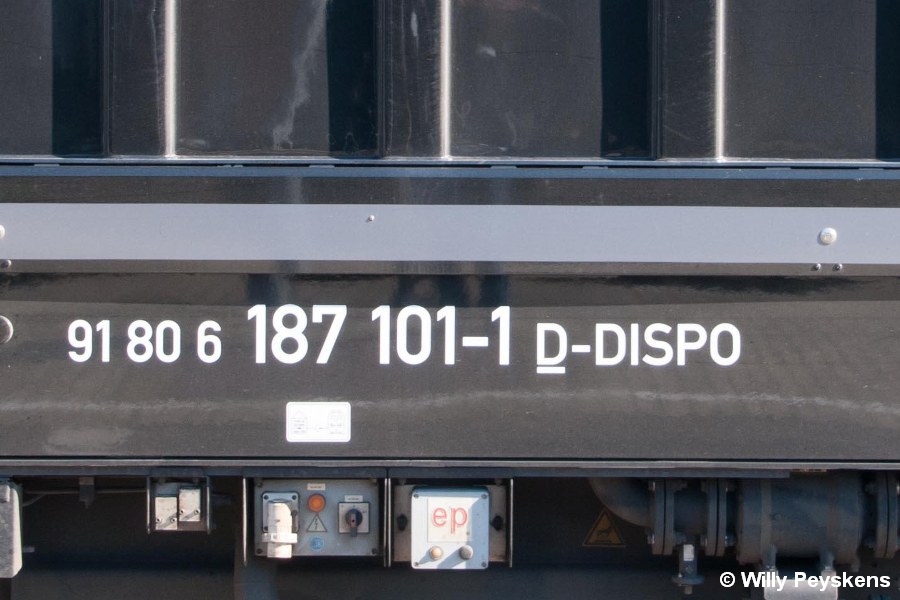 91 80 6 187 101-1 D-DISPO
ep
© Willy Peyskens